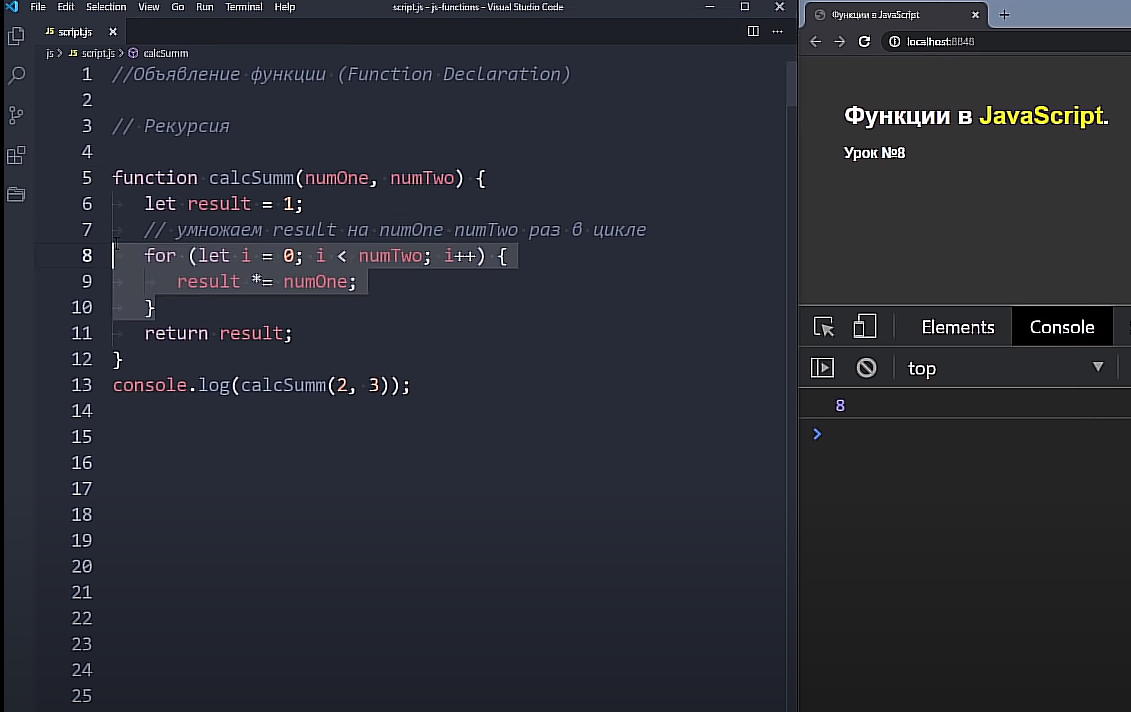 File Edit Selection View Go Run Terminal Help
script.js - js-functions - Visual Studio Code
JS script.js
js > JS script.js > calcSumm
1 //Объявление функции (Function Declaration)
2
3 // Рекурсия
4
5 function calcSumm(numOne, numTwo) {
6 let result = 1;
7 // умножаем result на numOne numTwo раз в цикле
8 for (let i = 0; i < numTwo; i++) {
9 result *= numOne;
10 }
11 return result;
12 }
13 console.log(calcSumm(2, 3));
14
15
16
17
18
19
20
21
22
23
24
25
Функции в JavaScript
localhost:8848
Функции в JavaScript.
Урок №8
Elements Console
top
8